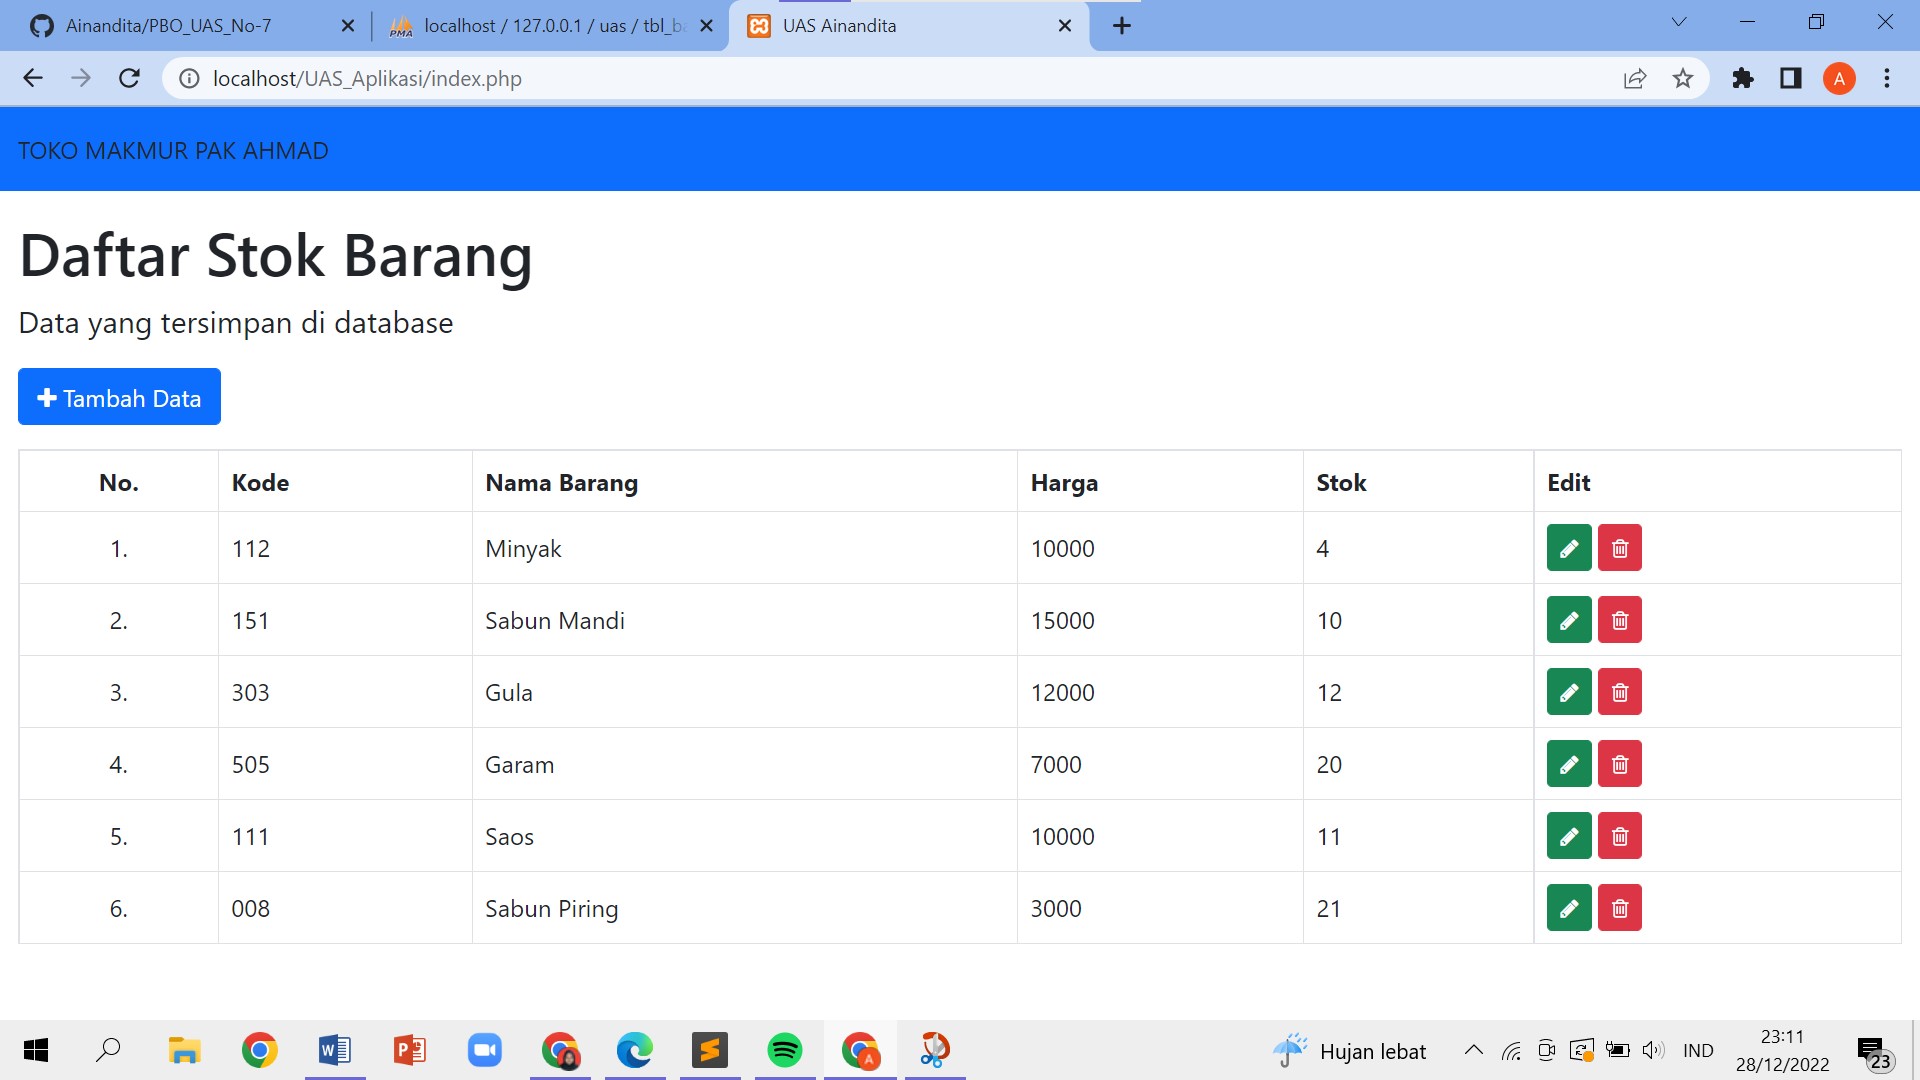 Ainandita/PBO_UAS_No-7
localhost / 127.0.0.1 / uas / tbl_ba
UAS Ainandita
localhost/UAS_Aplikasi/index.php
A
TOKO MAKMUR PAK AHMAD
Daftar Stok Barang
Data yang tersimpan di database
Tambah Data
No. Kode Nama Barang Harga Stok Edit
1. 112 Minyak 10000 4
2. 151 Sabun Mandi 15000 10
3. 303 Gula 12000 12
4. 505 Garam 7000 20
5. 111 Saos 10000 11
6. 008 Sabun Piring 3000 21
Hujan lebat
IND
23:11
28/12/2022
23